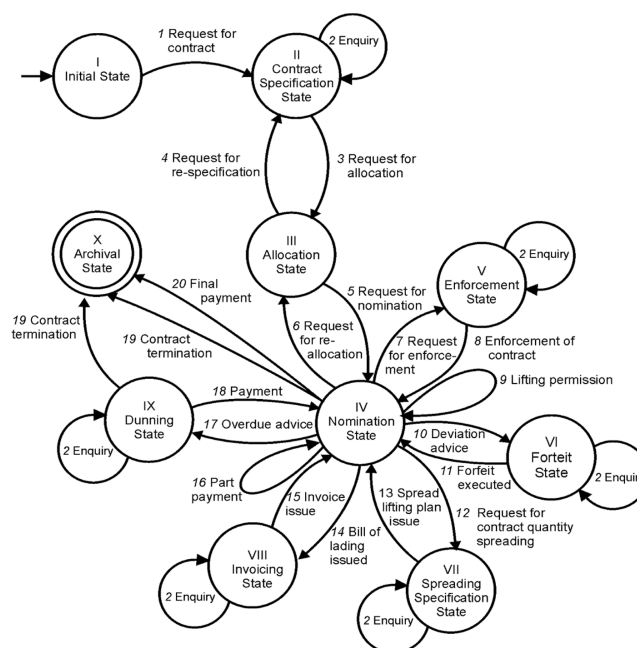 I
Initial State
1 Request for
contract
II
Contract
Specification
State
2 Enquiry
4 Request for
re-specification
3 Request for
allocation
X
Archival
State
III
Allocation
State
V
Enforcement
State
2 Enquiry
20 Final
payment
5 Request for
nomination
19 Contract
termination
19 Contract
termination
6 Request
for re-
allocation
7 Request
for enforce-
ment
8 Enforcement of
contract
9 Lifting permission
IX
Dunning
State
2 Enquiry
18 Payment
17 Overdue advice
IV
Nomination
State
10 Deviation
advice
11 Forfeit
executed
VI
Forteit
State
2 Enquiry
16 Part
payment
15 Invoice
issue
13 Spread
lifting plan
issue
12 Request for
contract quantity
spreading
14 Bill of
lading
issued
VIII
Invoicing
State
2 Enquiry
VII
Spreading
Specification
State
2 Enquiry